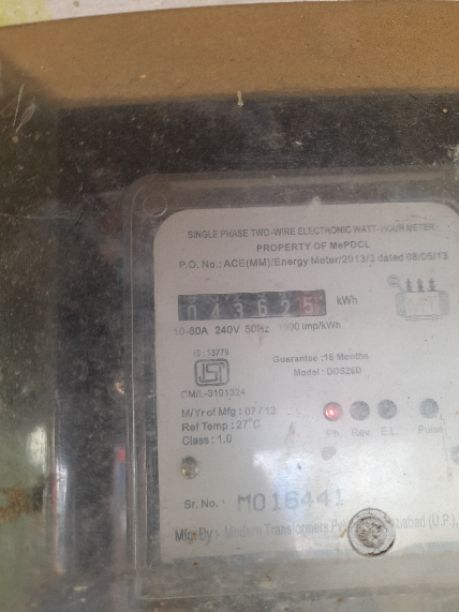 SINGLE PHASE TWO-WIRE ELECTRONIC WATT-HOUR METER
PROPERTY OF MePDCL
P.O. No.: ACE(MM)/Energy Meter/2013/2 dated 08/05/13
043625 kWh
10-60A 240V 50Hz 1600 imp/kWh
IS:13779
Guarantee :18 Months
Model : DDS26D
CM/L-3101324
M/Yr of Mfg : 07/13
Ref Temp : 27°C
Class : 1.0
Ph. Rev. E.L. Pulse
Sr. No. M016441
Mfg. By :- Modern Transformers (U.P.),